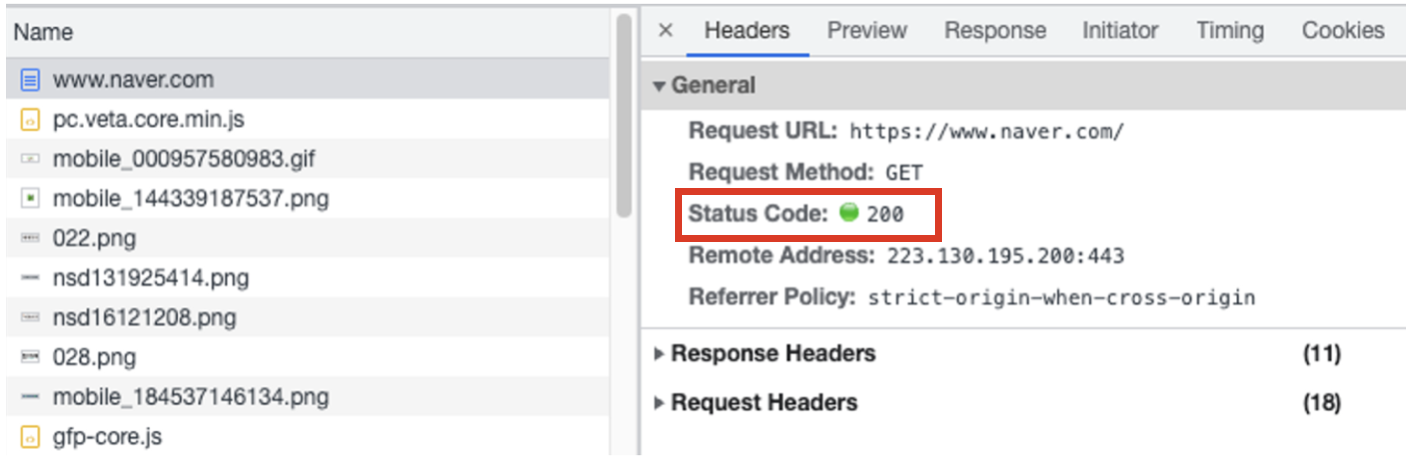 Name
www.naver.com
pc.veta.core.min.js
mobile_000957580983.gif
mobile_144339187537.png
022.png
nsd131925414.png
nsd16121208.png
028.png
mobile_184537146134.png
gfp-core.js
× Headers Preview Response Initiator Timing Cookies
▼ General
Request URL: https://www.naver.com/
Request Method: GET
Status Code: 200
Remote Address: 223.130.195.200:443
Referrer Policy: strict-origin-when-cross-origin
▶ Response Headers (11)
▶ Request Headers (18)